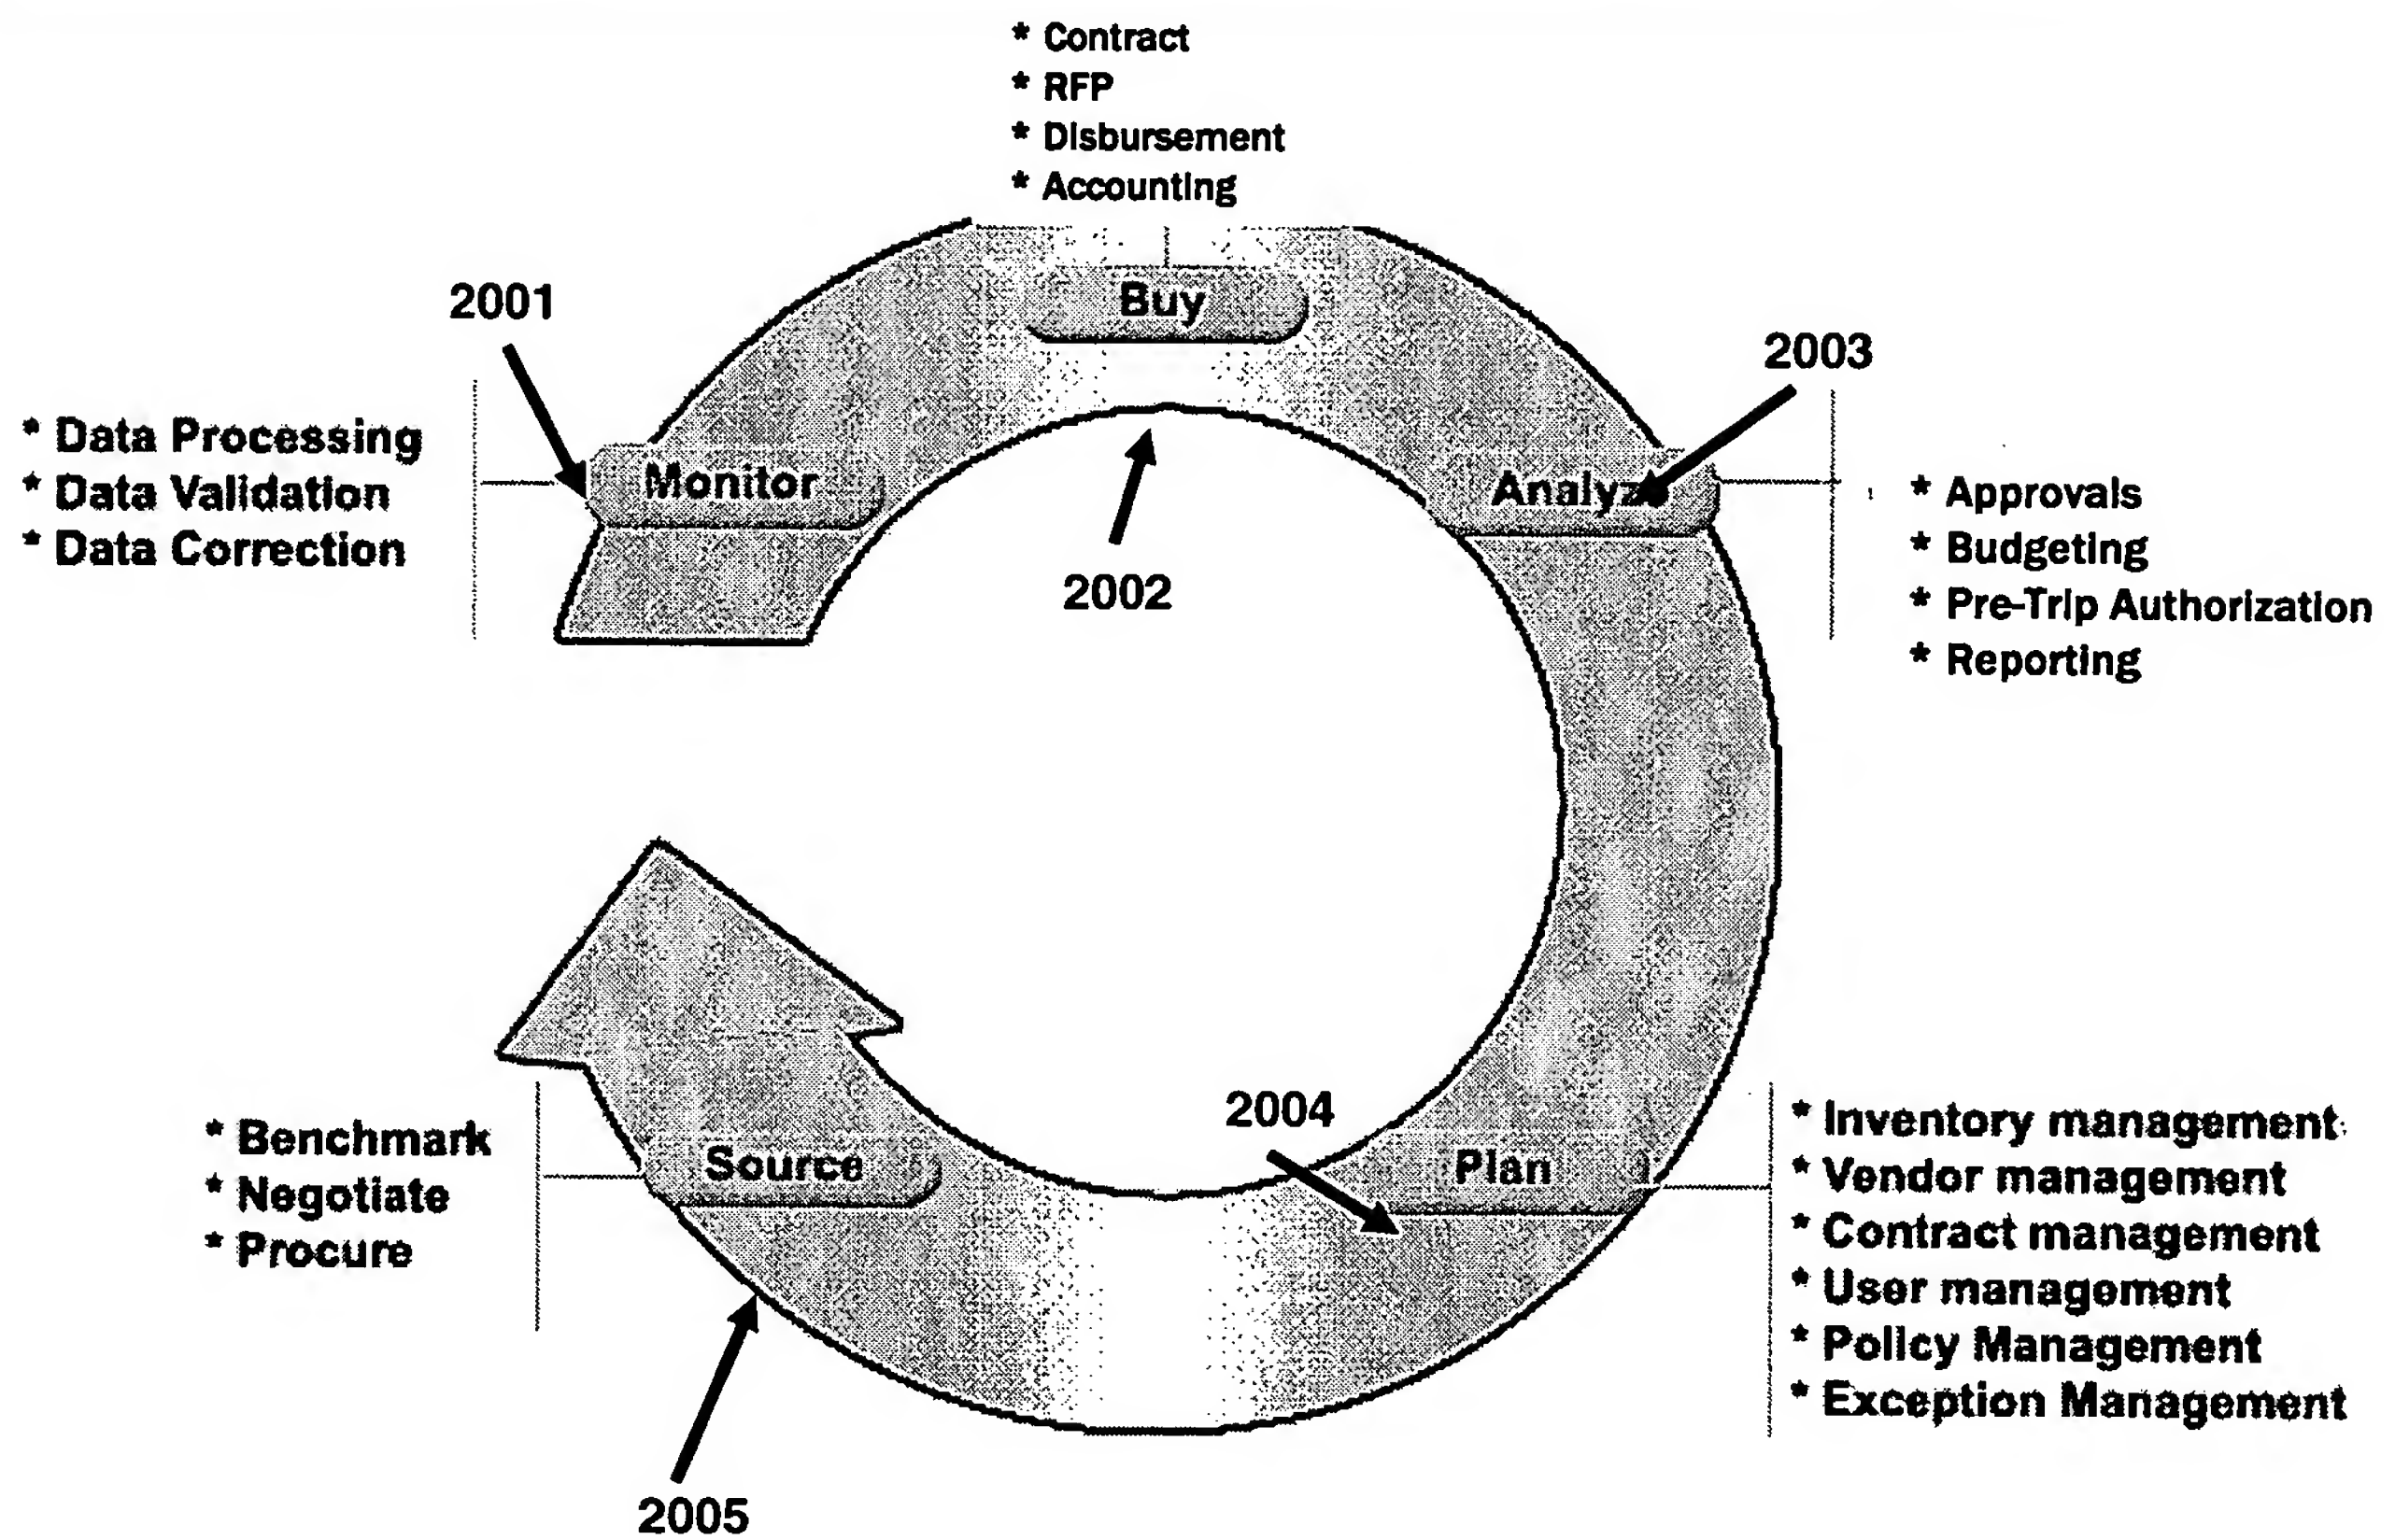 * Contract
* RFP
* Disbursement
* Accounting
Buy
2001
2003
* Data Processing
* Data Validation
* Data Correction
Monitor
Analyze
* Approvals
* Budgeting
* Pre-Trip Authorization
* Reporting
2002
2004
* Benchmark
* Negotiate
* Procure
Source
Plan
* Inventory management
* Vendor management
* Contract management
* User management
* Policy Management
* Exception Management
2005